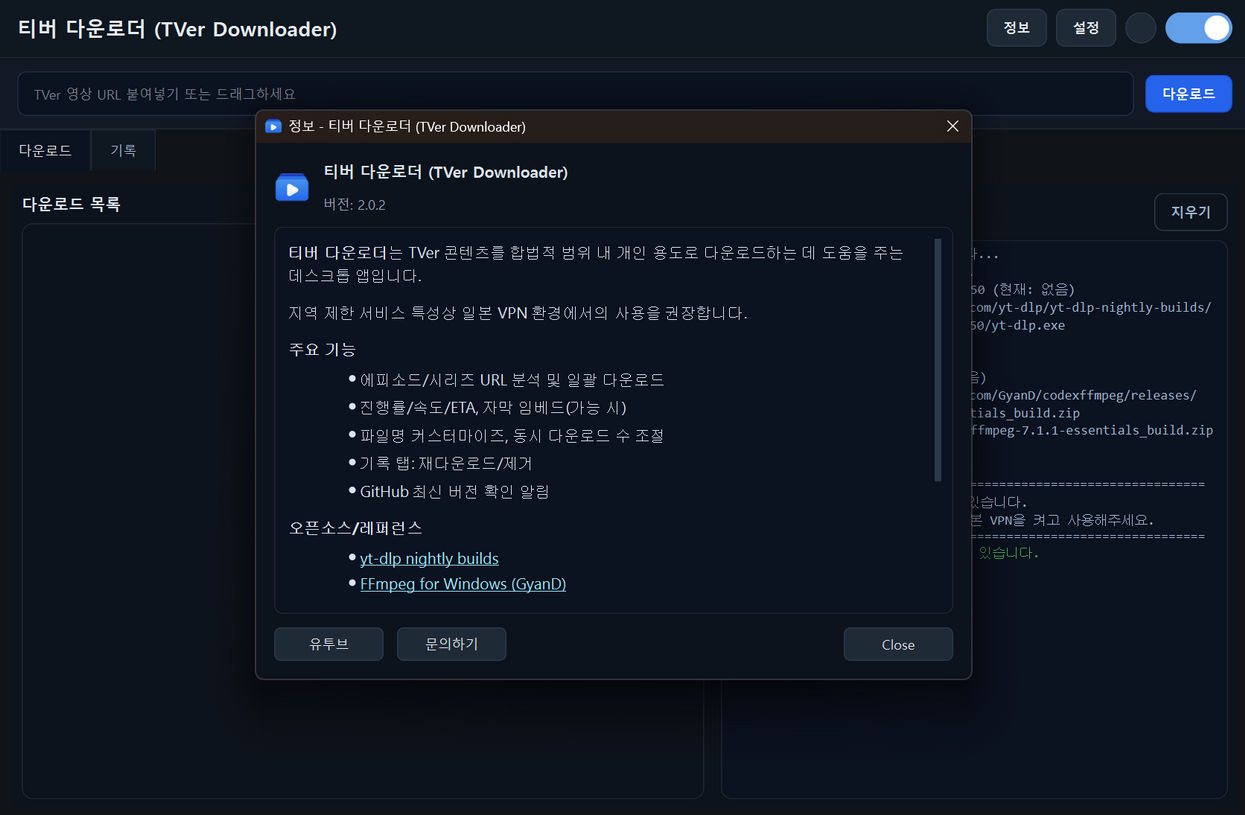 티버 다운로더 (TVer Downloader)
정보
설정
TVer 영상 URL 붙여넣기 또는 드래그하세요
다운로드
정보 - 티버 다운로더 (TVer Downloader)
다운로드
기록
티버 다운로더 (TVer Downloader)
버전: 2.0.2
다운로드 목록
지우기
티버 다운로더는 TVer 콘텐츠를 합법적 범위 내 개인 용도로 다운로드하는 데 도움을 주는
데스크톱 앱입니다.
지역 제한 서비스 특성상 일본 VPN 환경에서의 사용을 권장합니다.
주요 기능
에피소드/시리즈 URL 분석 및 일괄 다운로드
진행률/속도/ETA, 자막 임베드(가능 시)
파일명 커스터마이즈, 동시 다운로드 수 조절
기록 탭: 재다운로드/제거
GitHub 최신 버전 확인 알림
오픈소스/레퍼런스
yt-dlp nightly builds
FFmpeg for Windows (GyanD)
유투브
문의하기
Close
50 (현재: 없음)
com/yt-dlp/yt-dlp-nightly-builds/
50/yt-dlp.exe
음)
com/GyanD/codexffmpeg/releases/
tials_build.zip
ffmpeg-7.1.1-essentials_build.zip
================================
있습니다.
본 VPN을 켜고 사용해주세요.
================================
있습니다.